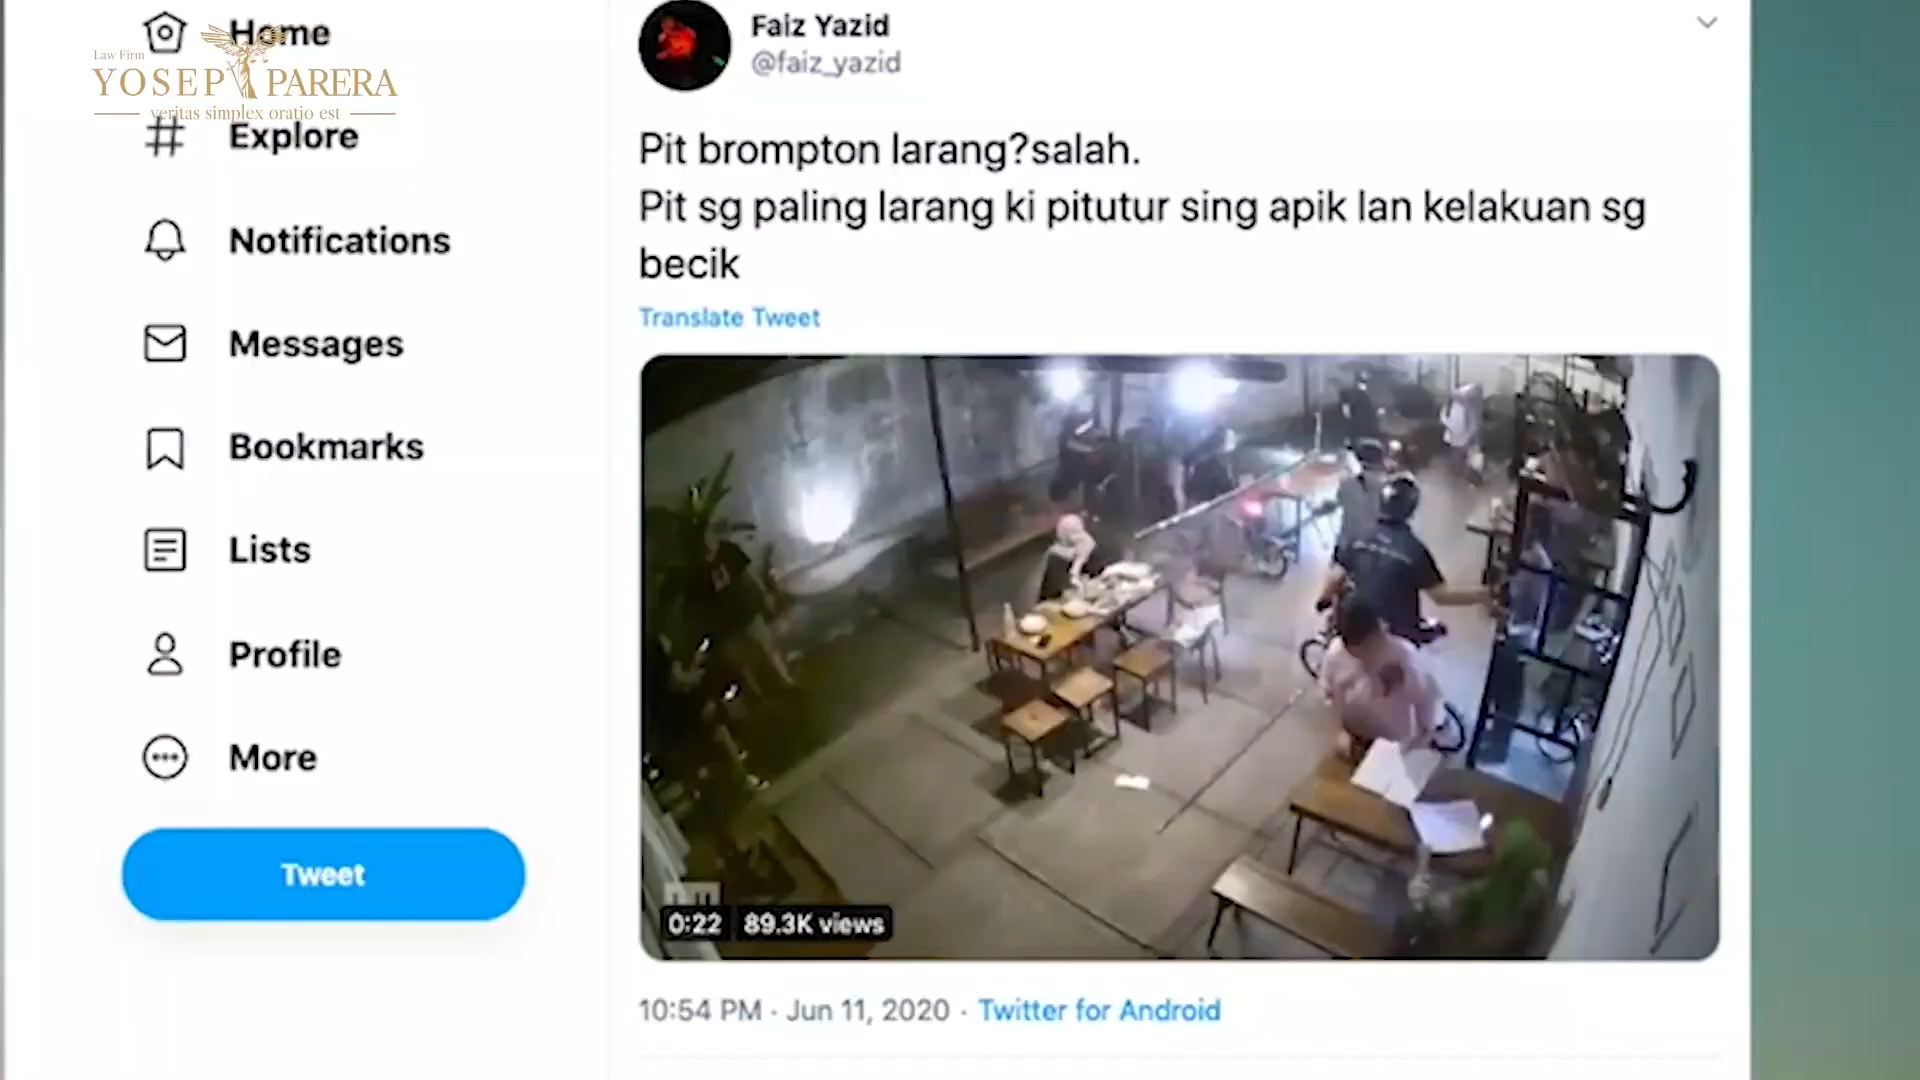 Home
Law Firm
YOSEP PARERA
veritas simplex oratio est
Explore
Notifications
Messages
Bookmarks
Lists
Profile
More
Tweet
Faiz Yazid
@faiz_yazid
Pit brompton larang?salah.
Pit sg paling larang ki pitutur sing apik lan kelakuan sg
becik
Translate Tweet
0:22 89.3K views
10:54 PM · Jun 11, 2020 · Twitter for Android